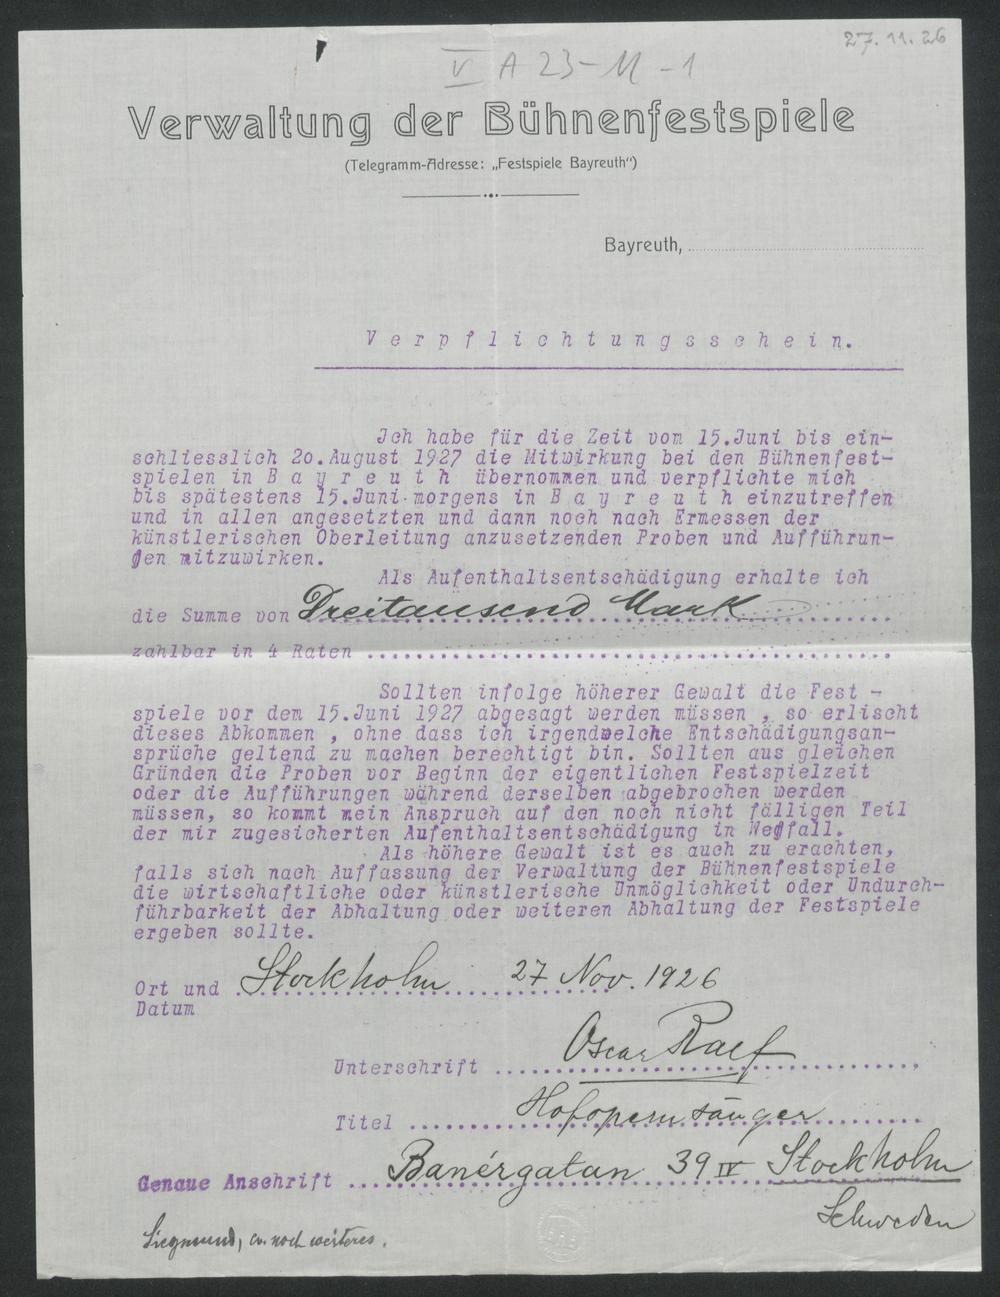 27.11.26
V A 23-M-1
Verwaltung der Bühnenfestspiele
(Telegramm-Adresse: „Festspiele Bayreuth")
Bayreuth,
Verpflichtungsschein.
Ich habe für die Zeit vom 15.Juni bis ein-
schliesslich 20.August 1927 die Mitwirkung bei den Bühnenfest-
spielen in B a y r e u t h übernommen und verpflichte mich
bis spätestens 15.Juni morgens in B a y r e u t h einzutreffen
und in allen angesetzten und dann noch nach Ermessen der
künstlerischen Oberleitung anzusetzenden Proben und Aufführun-
gen mitzuwirken.
Als Aufenthaltsentschädigung erhalte ich
die Summe von Dreitausend Mark
zahlbar in 4 Raten
Sollten infolge höherer Gewalt die Fest -
spiele vor dem 15.Juni 1927 abgesagt werden müssen , so erlischt
dieses Abkommen , ohne dass ich irgendwelche Entschädigungsan-
sprüche geltend zu machen berechtigt bin. Sollten aus gleichen
Gründen die Proben vor Beginn der eigentlichen Festspielzeit
oder die Aufführungen während derselben abgebrochen werden
müssen, so kommt mein Anspruch auf den noch nicht fälligen Teil
der mir zugesicherten Aufenthaltsentschädigung in Wegfall.
Als höhere Gewalt ist es auch zu erachten,
falls sich nach Auffassung der Verwaltung der Bühnenfestspiele
die wirtschaftliche oder künstlerische Unmöglichkeit oder Undurch-
führbarkeit der Abhaltung oder weiteren Abhaltung der Festspiele
ergeben sollte.
Ort und Stockholm 27 Nov. 1926
Datum
Unterschrift Oscar Ralf
Titel Hofopernsänger
Genaue Anschrift Banérgatan 39 IV Stockholm
Schweden
Siegmund, ev. noch weiteres.